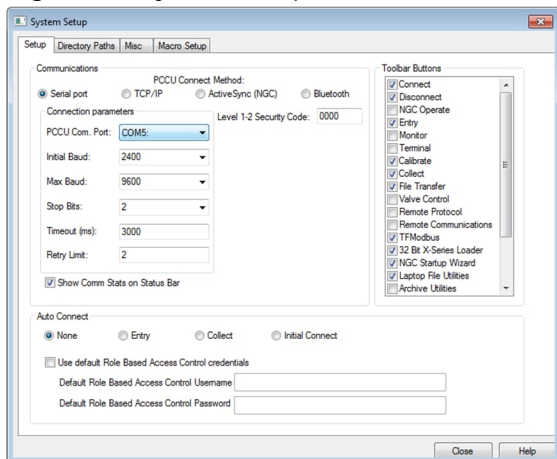 System Setup
Setup
Directory Paths
Misc
Macro Setup
Communications
PCCU Connect Method:
Serial port
TCP/IP
ActiveSync (NGC)
Bluetooth
Connection parameters
PCCU Com. Port: COM5:
Initial Baud: 2400
Max Baud: 9600
Stop Bits: 2
Timeout (ms): 3000
Retry Limit: 2
Level 1-2 Security Code: 0000
Show Comm Stats on Status Bar
Toolbar Buttons
Connect
Disconnect
NGC Operate
Entry
Monitor
Terminal
Calibrate
Collect
File Transfer
Valve Control
Remote Protocol
Remote Communications
TFModbus
32 Bit X-Series Loader
NGC Startup Wizard
Laptop File Utilities
Archive Utilities
Auto Connect
None
Entry
Collect
Initial Connect
Use default Role Based Access Control credentials
Default Role Based Access Control Username
Default Role Based Access Control Password
Close
Help